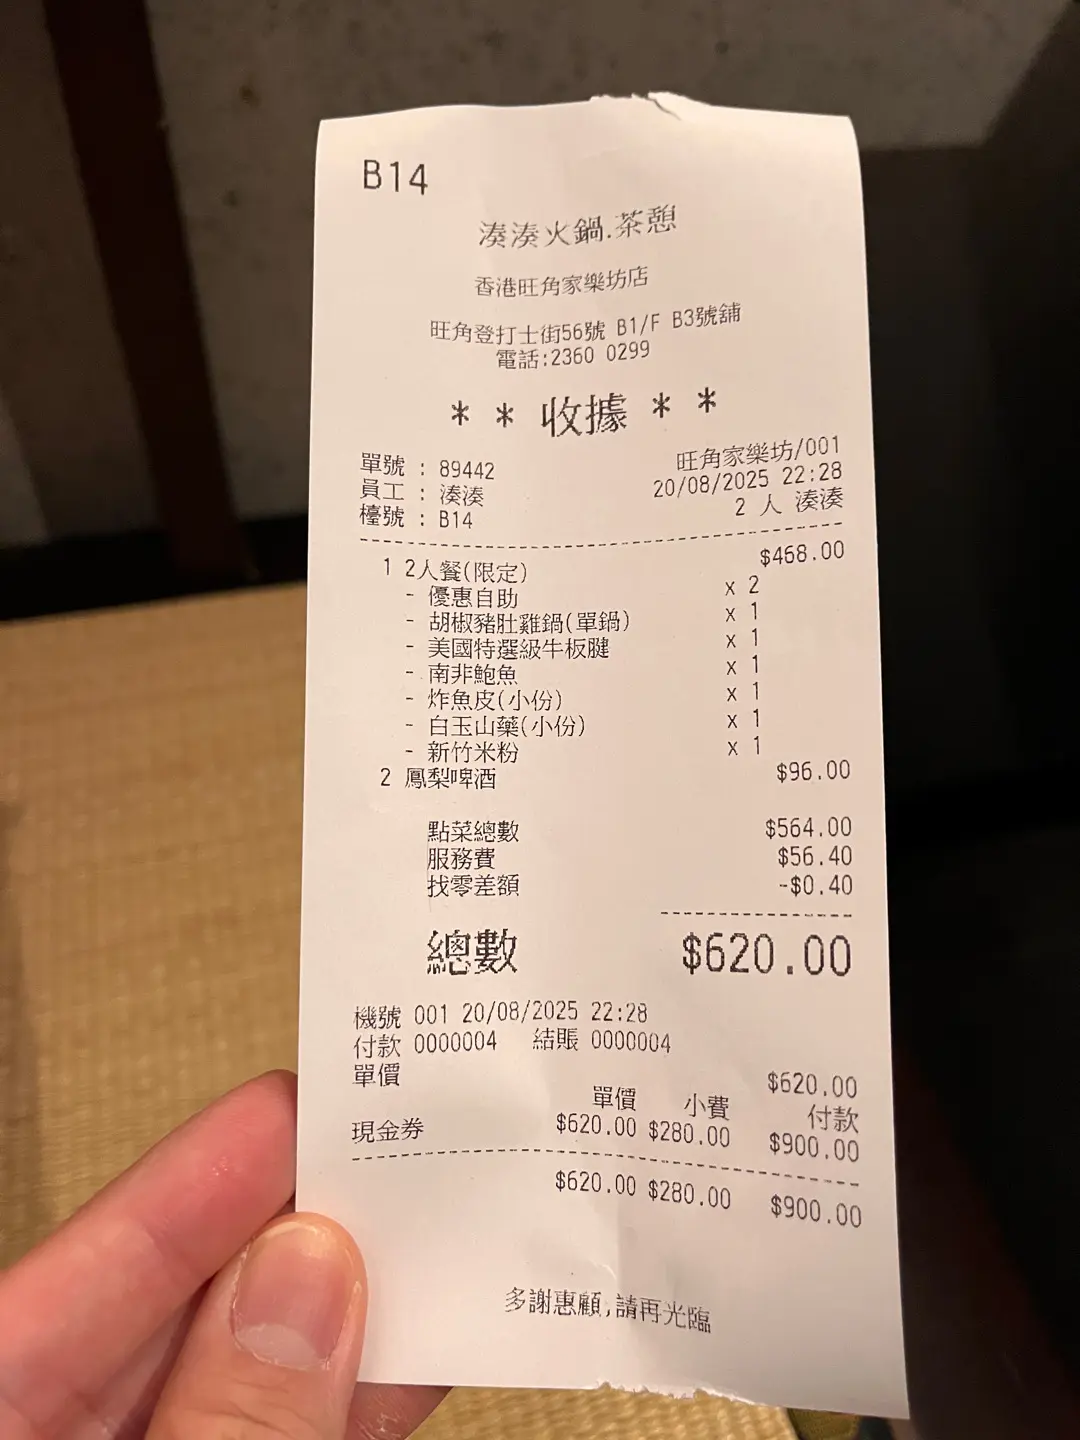 B14
湊湊火鍋.茶憩
香港旺角家樂坊店
旺角登打士街56號 B1/F B3號舖
電話:2360 0299
* * 收據 * *
單號 : 89442 旺角家樂坊/001
員工 : 湊湊 20/08/2025 22:28
檯號 : B14 2 人 湊湊
1 2人餐(限定) $468.00
- 優惠自助 x 2
- 胡椒豬肚雞鍋(單鍋) x 1
- 美國特選級牛板腱 x 1
- 南非鮑魚 x 1
- 炸魚皮(小份) x 1
- 白玉山藥(小份) x 1
- 新竹米粉 x 1
2 鳳梨啤酒 $96.00
點菜總數 $564.00
服務費 $56.40
找零差額 -$0.40
總數 $620.00
機號 001 20/08/2025 22:28
付款 0000004 結賬 0000004
單價 $620.00
單價 小費 付款
現金券 $620.00 $280.00 $900.00
$620.00 $280.00 $900.00
多謝惠顧,請再光臨